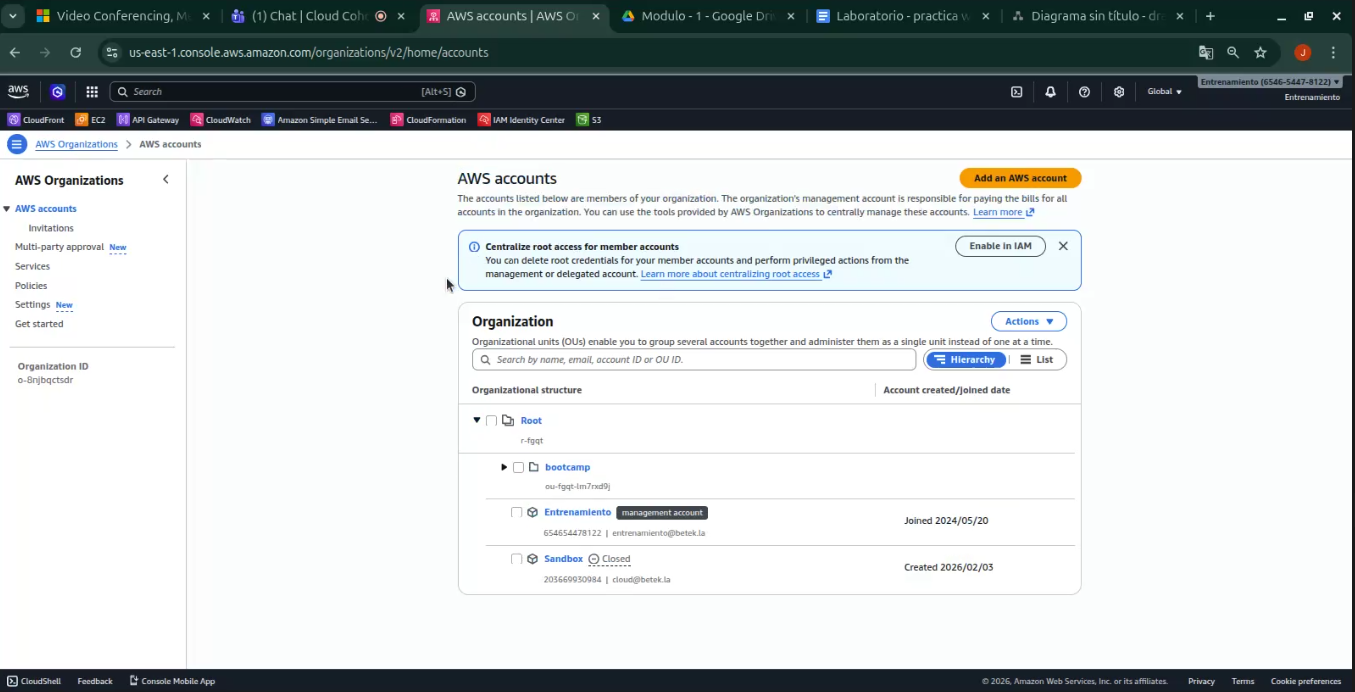 Video Conferencing, M
(1) Chat | Cloud Coh
AWS accounts | AWS O
Modulo - 1 - Google Dri
Laboratorio - practica w
Diagrama sin título - dr
us-east-1.console.aws.amazon.com/organizations/v2/home/accounts
J
aws
Search
[Alt+S]
Global
Entrenamiento (6546-5447-8122)
Entrenamiento
CloudFront
EC2
API Gateway
CloudWatch
Amazon Simple Email Se...
CloudFormation
IAM Identity Center
S3
AWS Organizations > AWS accounts
AWS Organizations
AWS accounts
Invitations
Multi-party approval New
Services
Policies
Settings New
Get started
Organization ID
o-8njbqctsdr
AWS accounts
Add an AWS account
The accounts listed below are members of your organization. The organization's management account is responsible for paying the bills for all
accounts in the organization. You can use the tools provided by AWS Organizations to centrally manage these accounts. Learn more
Centralize root access for member accounts
You can delete root credentials for your member accounts and perform privileged actions from the
management or delegated account. Learn more about centralizing root access
Enable in IAM
Organization
Actions
Organizational units (OUs) enable you to group several accounts together and administer them as a single unit instead of one at a time.
Search by name, email, account ID or OU ID.
Hierarchy
List
Organizational structure
Account created/joined date
Root
r-fgqt
bootcamp
ou-fgqt-lm7rxd9j
Entrenamiento management account
654654478122 | entrenamiento@betek.la
Joined 2024/05/20
Sandbox Closed
203669930984 | cloud@betek.la
Created 2026/02/03
CloudShell
Feedback
Console Mobile App
© 2026, Amazon Web Services, Inc. or its affiliates.
Privacy
Terms
Cookie preferences